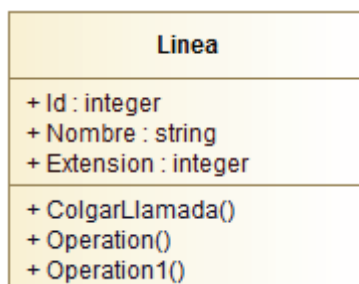 Linea
+ Id : integer
+ Nombre : string
+ Extension : integer
+ ColgarLlamada()
+ Operation()
+ Operation1()